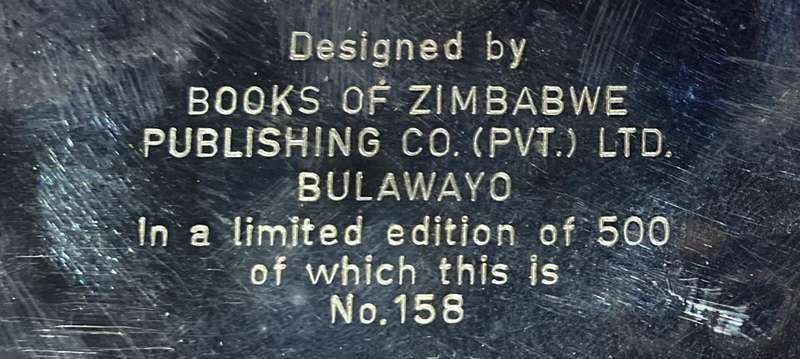 Designed by
BOOKS OF ZIMBABWE
PUBLISHING CO. (PVT.) LTD.
BULAWAYO
In a limited edition of 500
of which this is
No.158